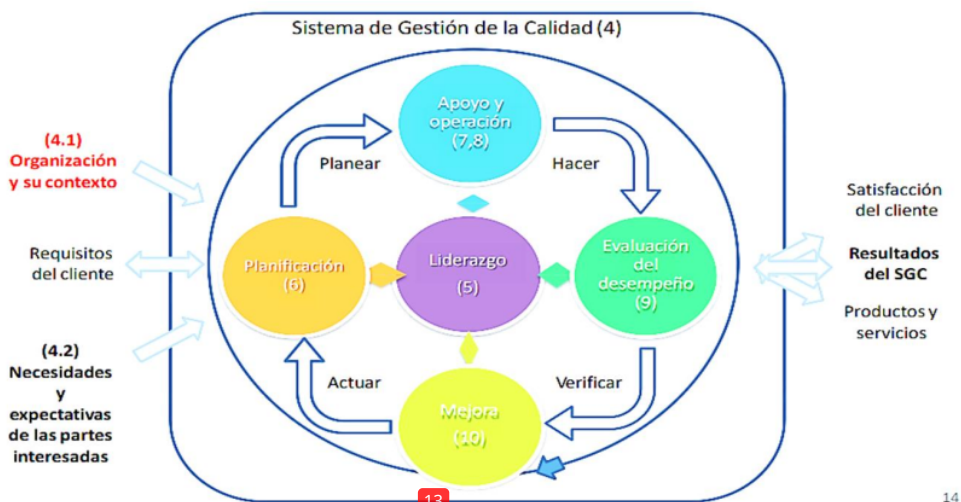 Sistema de Gestión de la Calidad (4)
Apoyo y
operación
(7,8)
Planear
Hacer
(4.1)
Organización
y su contexto
Requisitos
del cliente
(4.2)
Necesidades
y
expectativas
de las partes
interesadas
Planificación
(6)
Liderazgo
(5)
Evaluación
del
desempeño
(9)
Actuar
Verificar
Mejora
(10)
Satisfacción
del cliente
Resultados
del SGC
Productos y
servicios
13
14